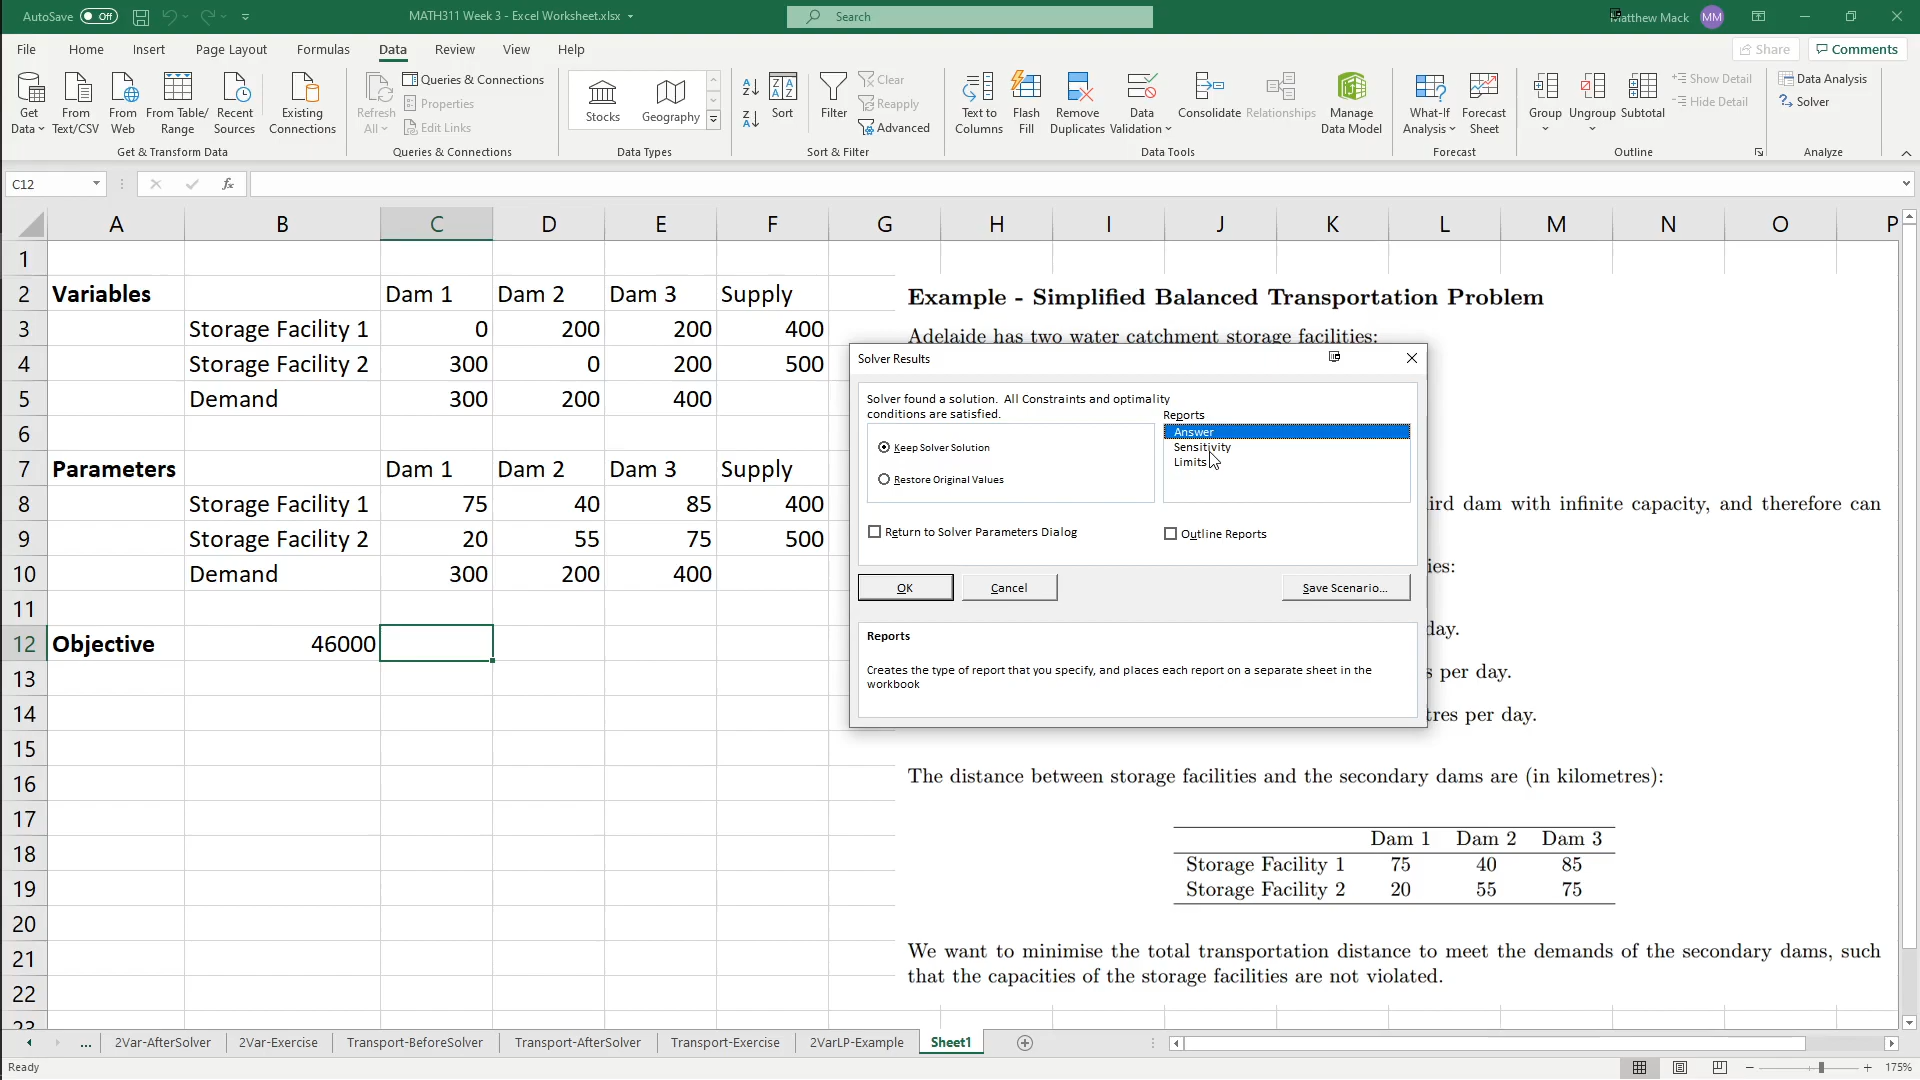 AutoSave Off MATH311 Week 3 - Excel Worksheet.xlsx Search Matthew Mack MM
File Home Insert Page Layout Formulas Data Review View Help Share Comments
Get Data From Text/CSV From Web From Table/ Range Recent Sources Existing Connections
Get & Transform Data
Refresh All Queries & Connections Properties Edit Links
Queries & Connections
Stocks Geography
Data Types
Sort Filter Clear Reapply Advanced
Sort & Filter
Text to Columns Flash Fill Remove Duplicates Data Validation Consolidate Relationships Manage Data Model
Data Tools
What-If Analysis Forecast Sheet
Forecast
Group Ungroup Subtotal Show Detail Hide Detail
Outline
Data Analysis Solver
Analyze
C12 fx
A B C D E F G H I J K L M N O P
1
2 Variables Dam 1 Dam 2 Dam 3 Supply
3 Storage Facility 1 0 200 200 400
4 Storage Facility 2 300 0 200 500
5 Demand 300 200 400
6
7 Parameters Dam 1 Dam 2 Dam 3 Supply
8 Storage Facility 1 75 40 85 400
9 Storage Facility 2 20 55 75 500
10 Demand 300 200 400
11
12 Objective 46000
13
14
15
16
17
18
19
20
21
22
23
Example - Simplified Balanced Transportation Problem
Adelaide has two water catchment storage facilities:
Solver Results
Solver found a solution. All Constraints and optimality
conditions are satisfied.
Reports
Answer
Sensitivity
Limits
Keep Solver Solution
Restore Original Values
Return to Solver Parameters Dialog
Outline Reports
OK Cancel Save Scenario...
Reports
Creates the type of report that you specify, and places each report on a separate sheet in the
workbook
ird dam with infinite capacity, and therefore can
ies:
day.
s per day.
tres per day.
The distance between storage facilities and the secondary dams are (in kilometres):
Dam 1 Dam 2 Dam 3
Storage Facility 1 75 40 85
Storage Facility 2 20 55 75
We want to minimise the total transportation distance to meet the demands of the secondary dams, such
that the capacities of the storage facilities are not violated.
... 2Var-AfterSolver 2Var-Exercise Transport-BeforeSolver Transport-AfterSolver Transport-Exercise 2VarLP-Example Sheet1
Ready 175%